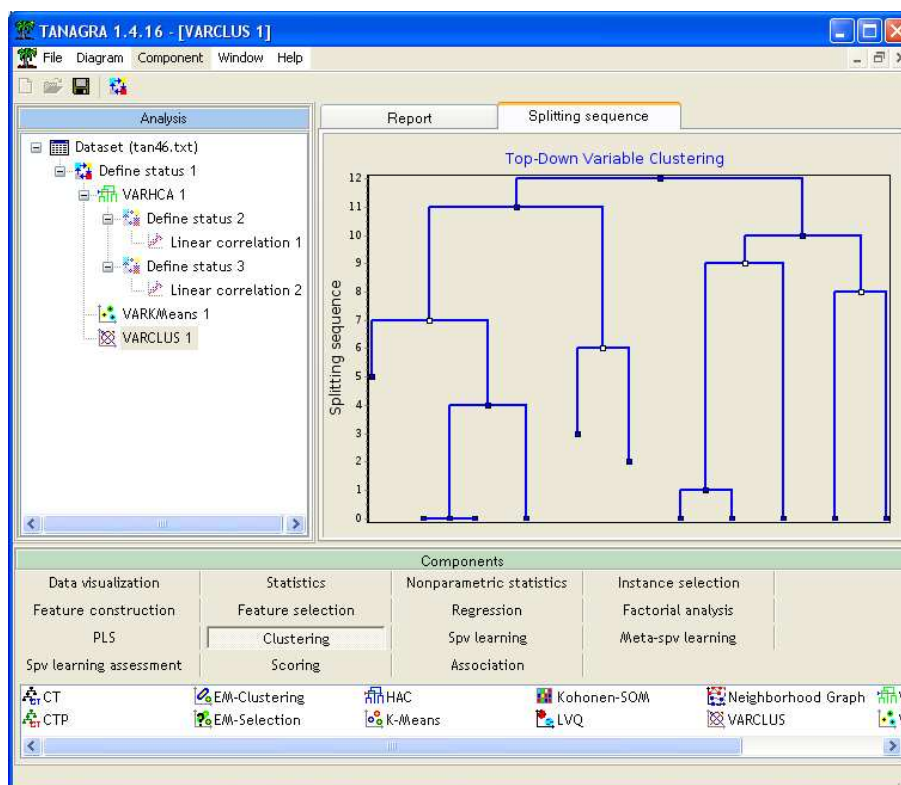 TANAGRA 1.4.16 - [VARCLUS 1]
File Diagram Component Window Help
Analysis
Dataset (tan46.txt)
Define status 1
VARHCA 1
Define status 2
Linear correlation 1
Define status 3
Linear correlation 2
VARKMeans 1
VARCLUS 1
Report Splitting sequence
Top-Down Variable Clustering
Splitting sequence
12
11
10
9
8
7
6
5
4
3
2
1
0
Components
Data visualization Statistics Nonparametric statistics Instance selection
Feature construction Feature selection Regression Factorial analysis
PLS Clustering Spv learning Meta-spv learning
Spv learning assessment Scoring Association
CT EM-Clustering HAC Kohonen-SOM Neighborhood Graph
CTP EM-Selection K-Means LVQ VARCLUS